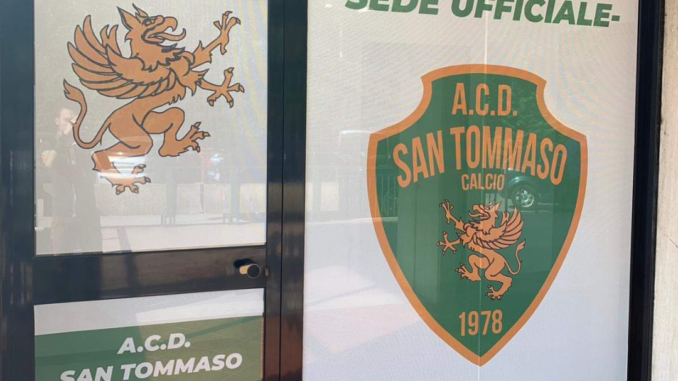 SEDE UFFICIALE-
A.C.D.
SAN TOMMASO
CALCIO
1978
A.C.D.
SAN TOMMASO